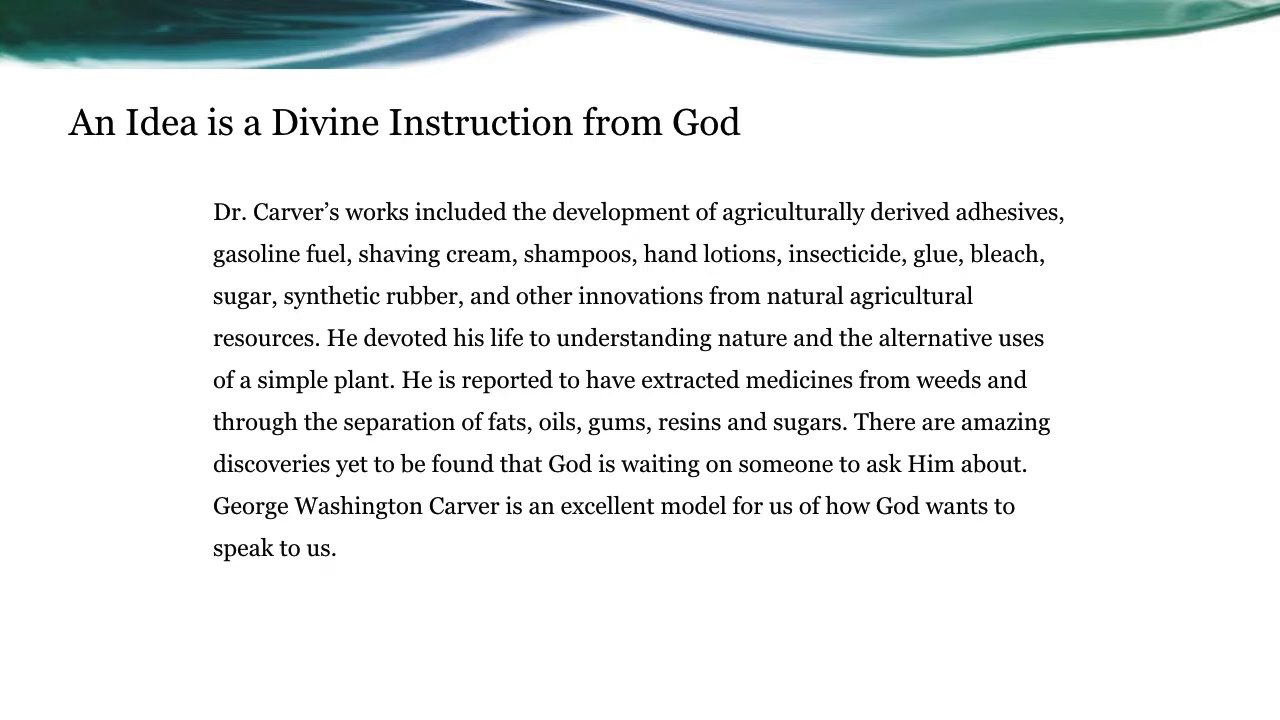 An Idea is a Divine Instruction from God
Dr. Carver’s works included the development of agriculturally derived adhesives,
gasoline fuel, shaving cream, shampoos, hand lotions, insecticide, glue, bleach,
sugar, synthetic rubber, and other innovations from natural agricultural
resources. He devoted his life to understanding nature and the alternative uses
of a simple plant. He is reported to have extracted medicines from weeds and
through the separation of fats, oils, gums, resins and sugars. There are amazing
discoveries yet to be found that God is waiting on someone to ask Him about.
George Washington Carver is an excellent model for us of how God wants to
speak to us.